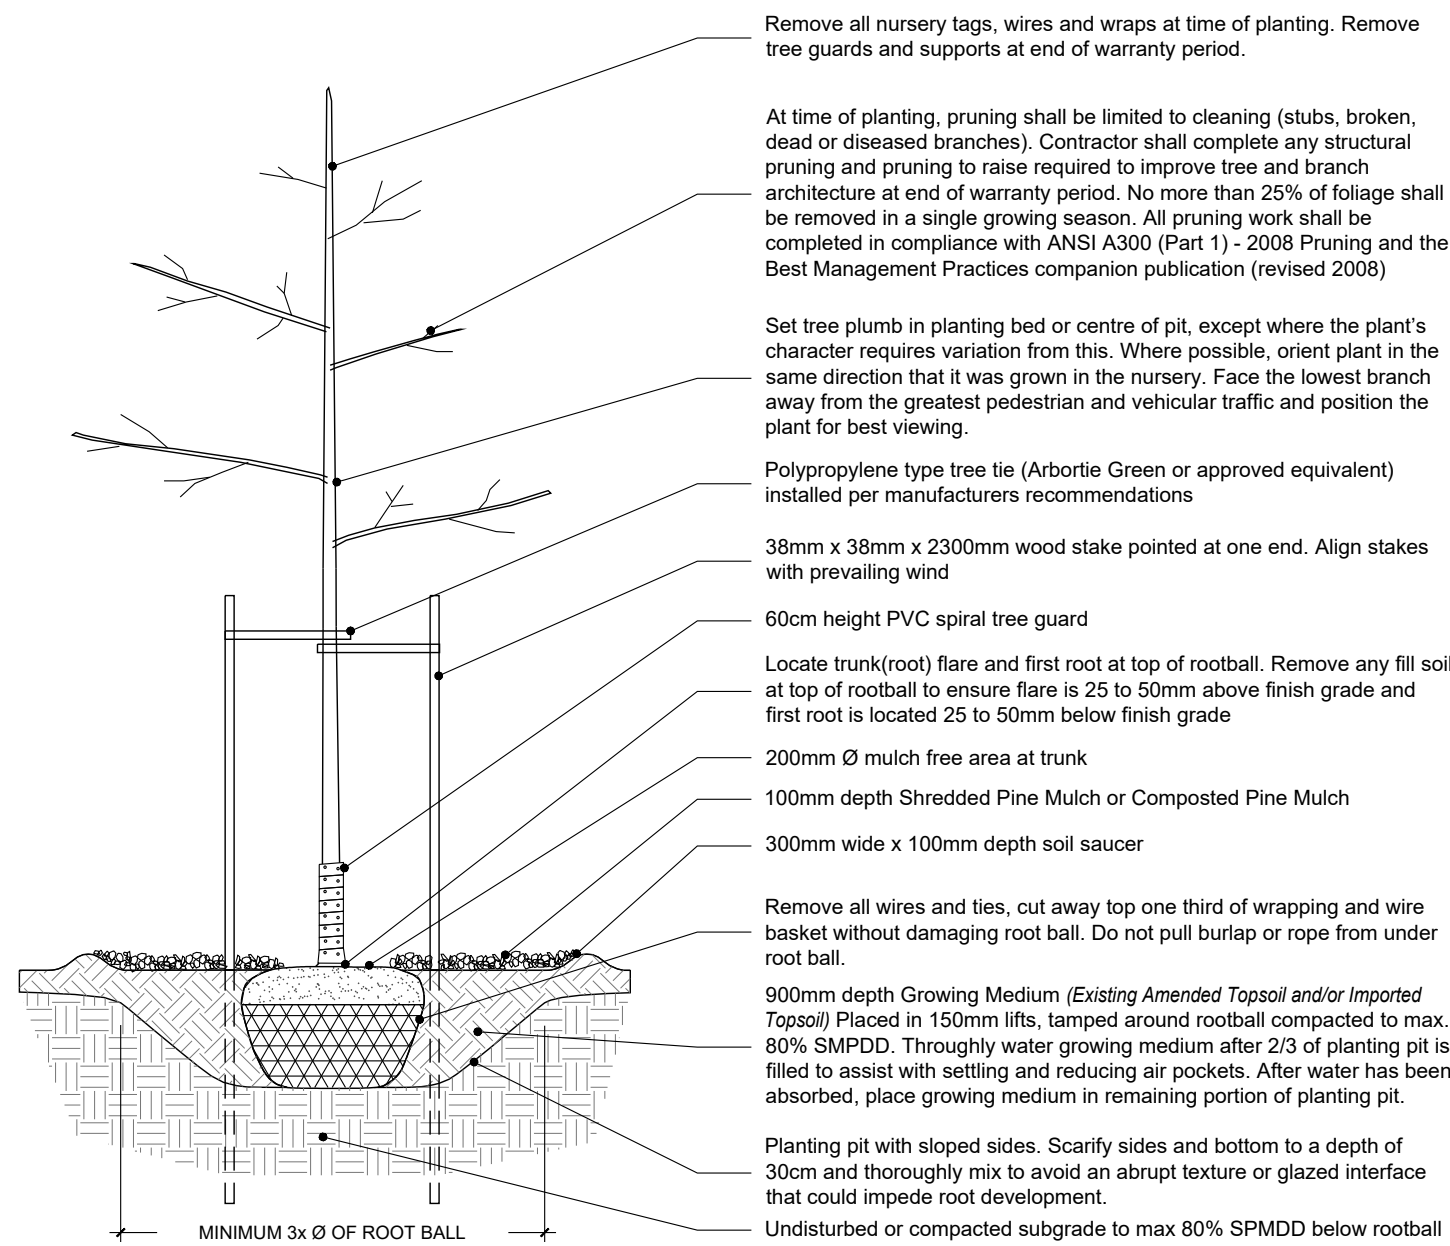 Remove all nursery tags, wires and wraps at time of planting. Remove
tree guards and supports at end of warranty period.
At time of planting, pruning shall be limited to cleaning (stubs, broken,
dead or diseased branches). Contractor shall complete any structural
pruning and pruning to raise required to improve tree and branch
architecture at end of warranty period. No more than 25% of foliage shall
be removed in a single growing season. All pruning work shall be
completed in compliance with ANSI A300 (Part 1) - 2008 Pruning and the
Best Management Practices companion publication (revised 2008)
Set tree plumb in planting bed or centre of pit, except where the plant's
character requires variation from this. Where possible, orient plant in the
same direction that it was grown in the nursery. Face the lowest branch
away from the greatest pedestrian and vehicular traffic and position the
plant for best viewing.
Polypropylene type tree tie (Arbortie Green or approved equivalent)
installed per manufacturers recommendations
38mm x 38mm x 2300mm wood stake pointed at one end. Align stakes
with prevailing wind
60cm height PVC spiral tree guard
Locate trunk(root) flare and first root at top of rootball. Remove any fill soil
at top of rootball to ensure flare is 25 to 50mm above finish grade and
first root is located 25 to 50mm below finish grade
200mm Ø mulch free area at trunk
100mm depth Shredded Pine Mulch or Composted Pine Mulch
300mm wide x 100mm depth soil saucer
Remove all wires and ties, cut away top one third of wrapping and wire
basket without damaging root ball. Do not pull burlap or rope from under
root ball.
900mm depth Growing Medium (Existing Amended Topsoil and/or Imported
Topsoil) Placed in 150mm lifts, tamped around rootball compacted to max.
80% SMPDD. Throughly water growing medium after 2/3 of planting pit is
filled to assist with settling and reducing air pockets. After water has been
absorbed, place growing medium in remaining portion of planting pit.
Planting pit with sloped sides. Scarify sides and bottom to a depth of
30cm and thoroughly mix to avoid an abrupt texture or glazed interface
that could impede root development.
Undisturbed or compacted subgrade to max 80% SPMDD below rootball
MINIMUM 3x Ø OF ROOT BALL